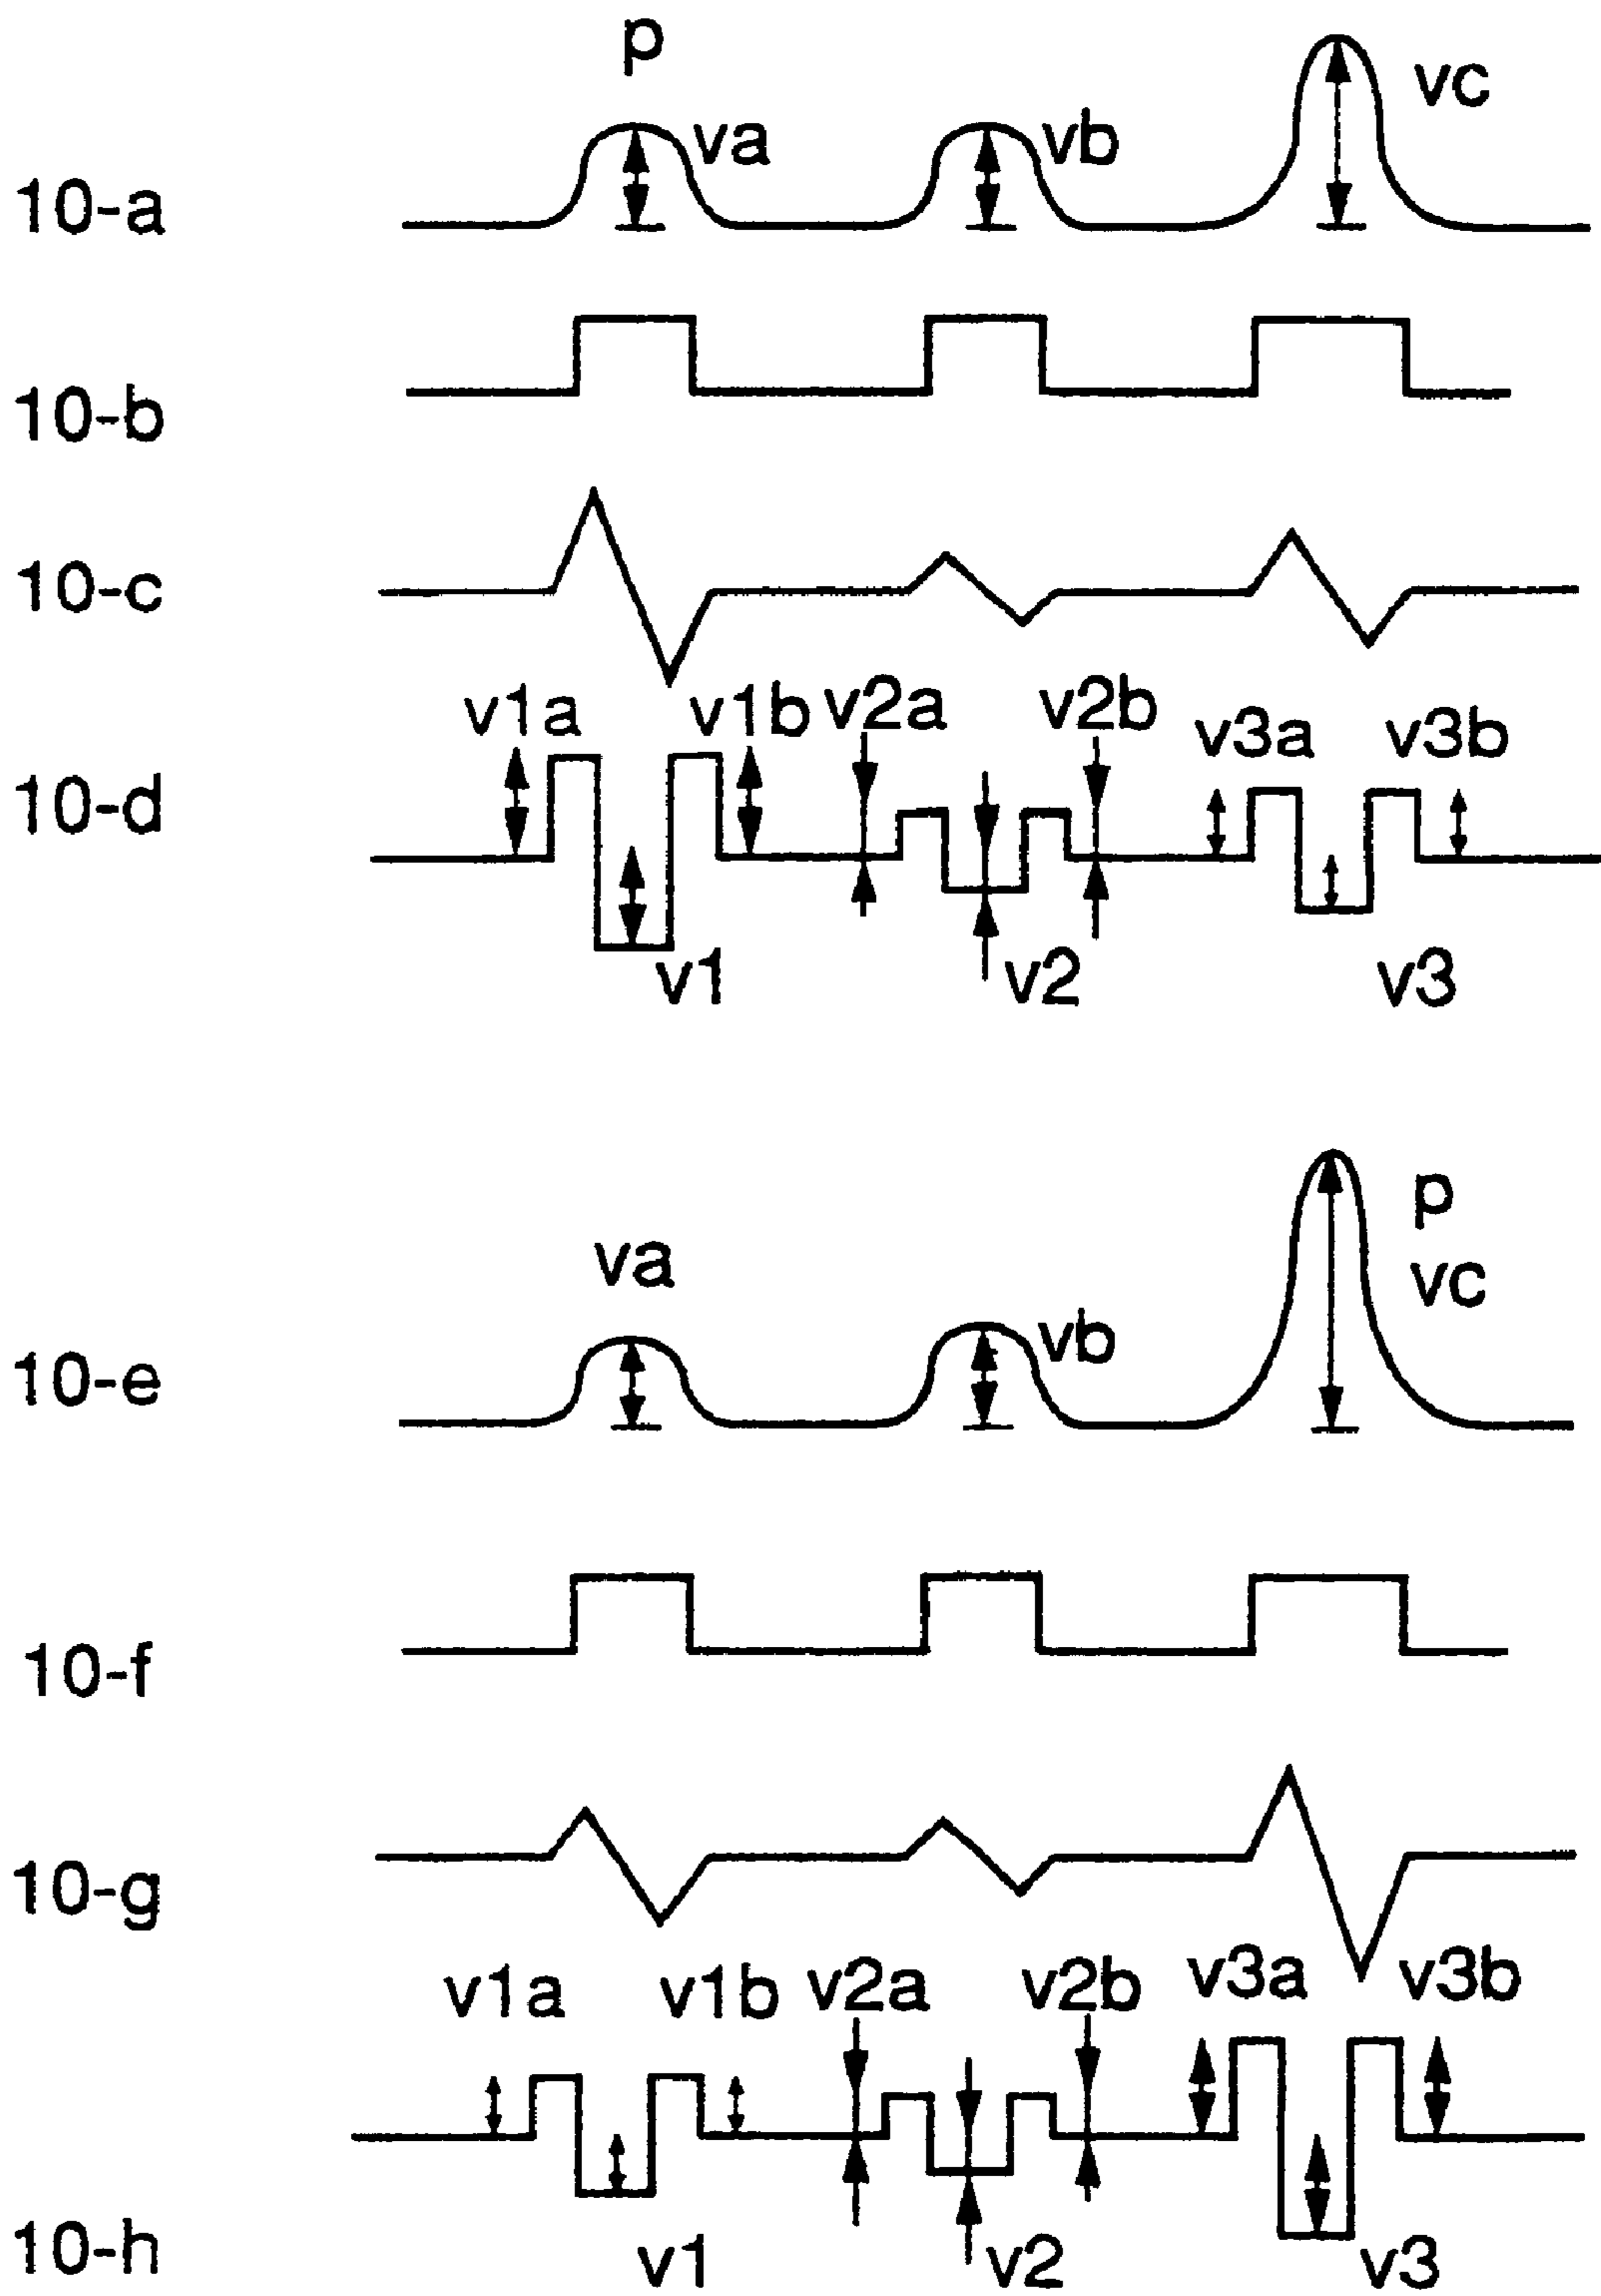 p
va
vb
vc
10-a
10-b
10-c
v1a
v1b
v2a
v2b
v3a
v3b
10-d
v1
v2
v3
p
va
vc
vb
10-e
10-f
10-g
v1a
v1b
v2a
v2b
v3a
v3b
10-h
v1
v2
v3